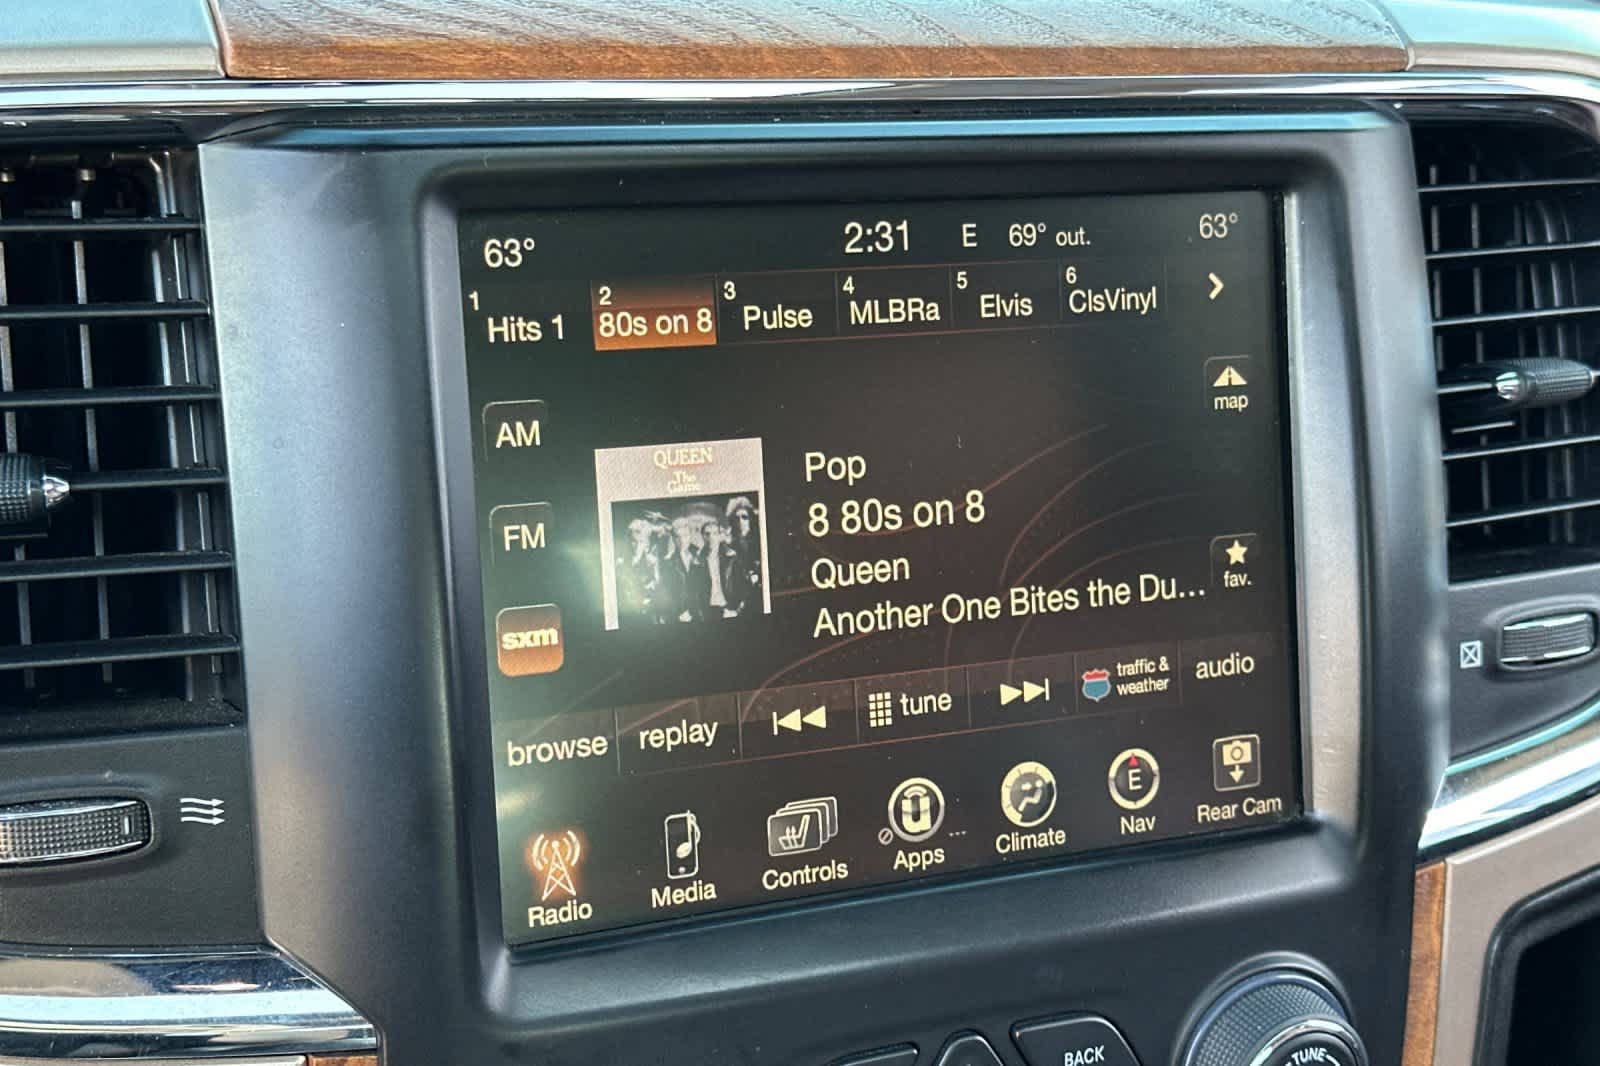 63° 2:31 E 69° out. 63°
1 Hits 1 2 80s on 8 3 Pulse 4 MLBRa 5 Elvis 6 ClsVinyl
map
AM
QUEEN
The
Game
Pop
8 80s on 8
FM
Queen
fav.
Another One Bites the Du...
sxm
browse replay tune traffic & weather audio
E
Radio Media Controls Apps Climate Nav Rear Cam
BACK
TUNE